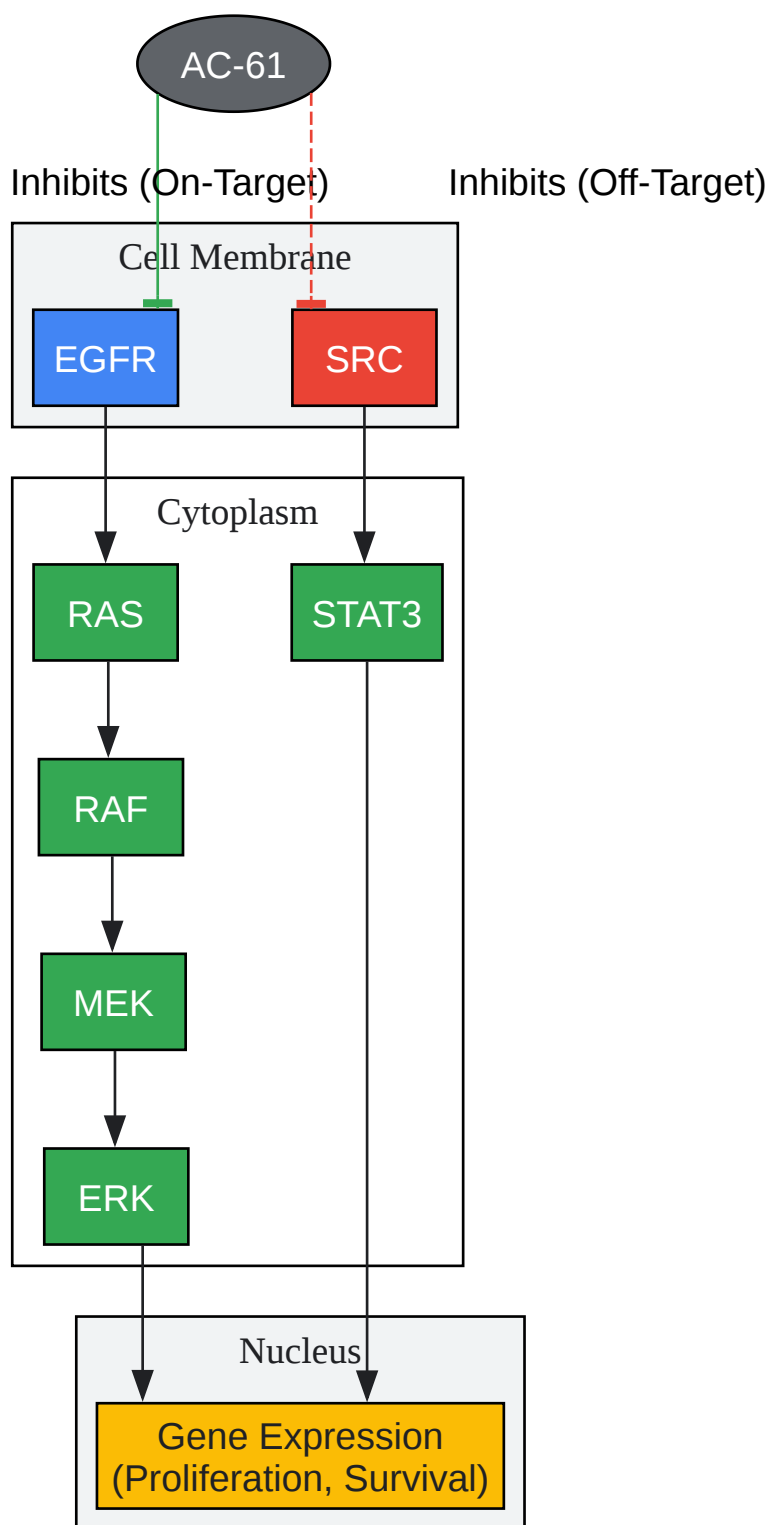 AC-61
Inhibits (On-Target)
Inhibits (Off-Target)
Cell Membrane
EGFR
SRC
Cytoplasm
RAS
STAT3
RAF
MEK
ERK
Nucleus
Gene Expression
(Proliferation, Survival)